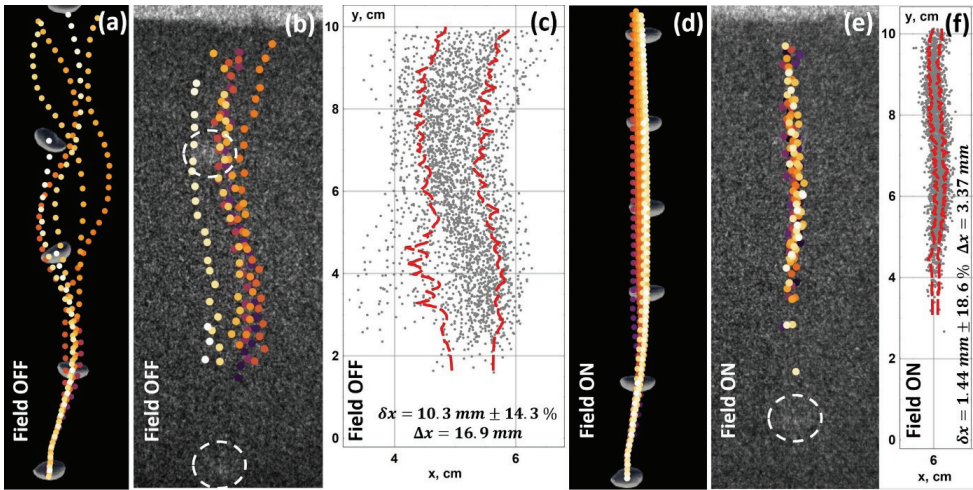 (a)
Field OFF
(b)
Field OFF
(c)
y, cm
10
8
6
4
2
0
4
6
x, cm
Field OFF
δx = 10.3 mm ± 14.3 %
Δx = 16.9 mm
(d)
Field ON
(e)
Field ON
(f)
y, cm
10
8
6
4
2
0
6
x, cm
Field ON
δx = 1.44 mm ± 18.6 % Δx = 3.37 mm